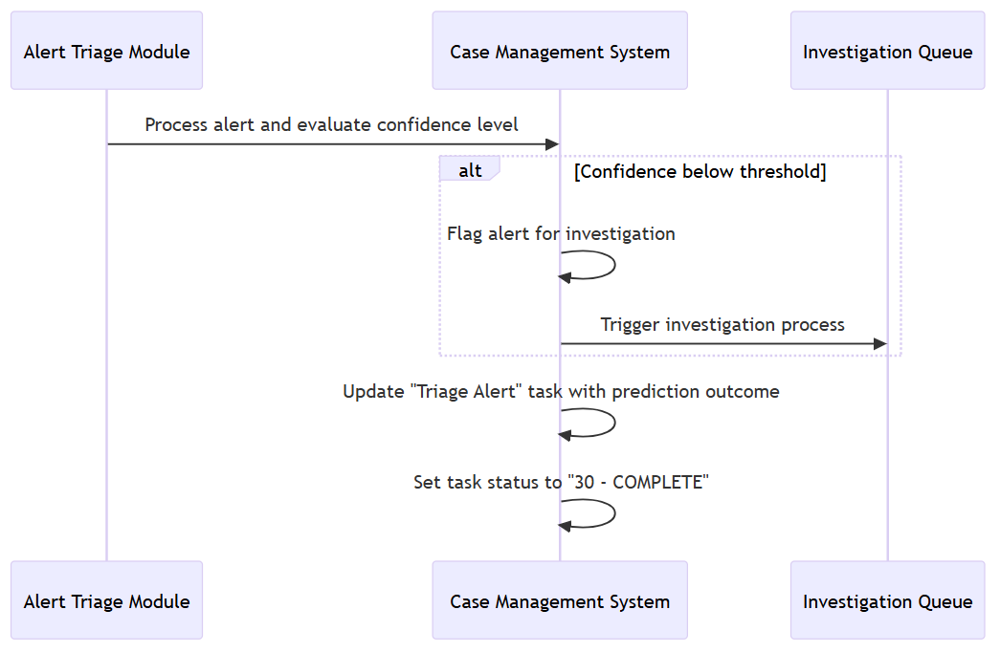 Alert Triage Module
Case Management System
Investigation Queue
Process alert and evaluate confidence level
alt
[Confidence below threshold]
Flag alert for investigation
Trigger investigation process
Update "Triage Alert" task with prediction outcome
Set task status to "30 - COMPLETE"
Alert Triage Module
Case Management System
Investigation Queue